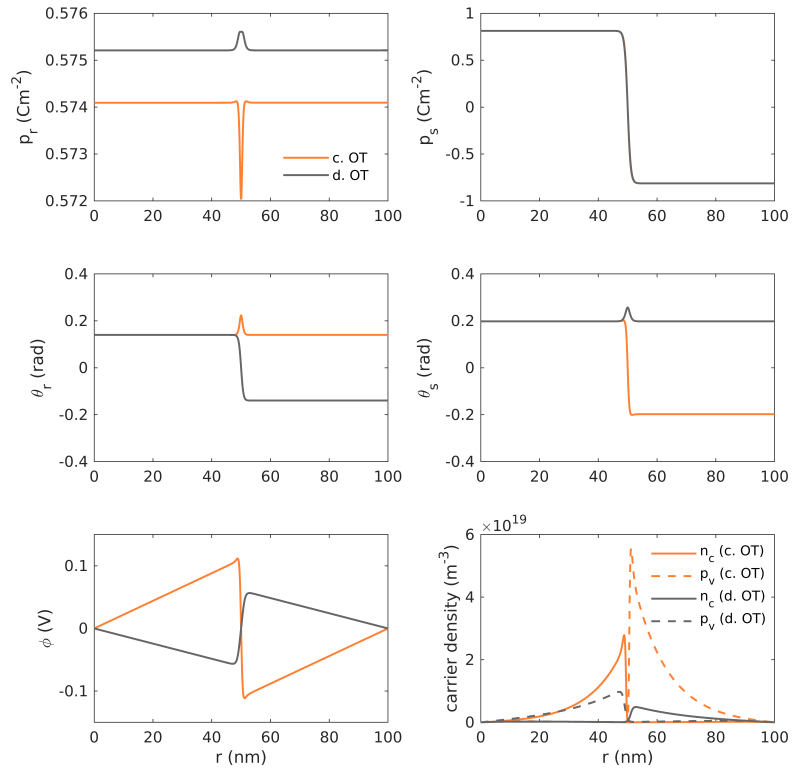 0.576
0.575
0.574
0.573
0.572
p_r (Cm^-2)
c. OT
d. OT
0 20 40 60 80 100
1
0.5
0
-0.5
-1
p_s (Cm^-2)
0 20 40 60 80 100
0.4
0.2
0
-0.2
-0.4
θ_r (rad)
0 20 40 60 80 100
0.4
0.2
0
-0.2
-0.4
θ_s (rad)
0 20 40 60 80 100
0.1
0
-0.1
ϕ (V)
0 20 40 60 80 100
r (nm)
×10^19
6
4
2
0
carrier density (m^-3)
n_c (c. OT)
p_v (c. OT)
n_c (d. OT)
p_v (d. OT)
0 20 40 60 80 100
r (nm)